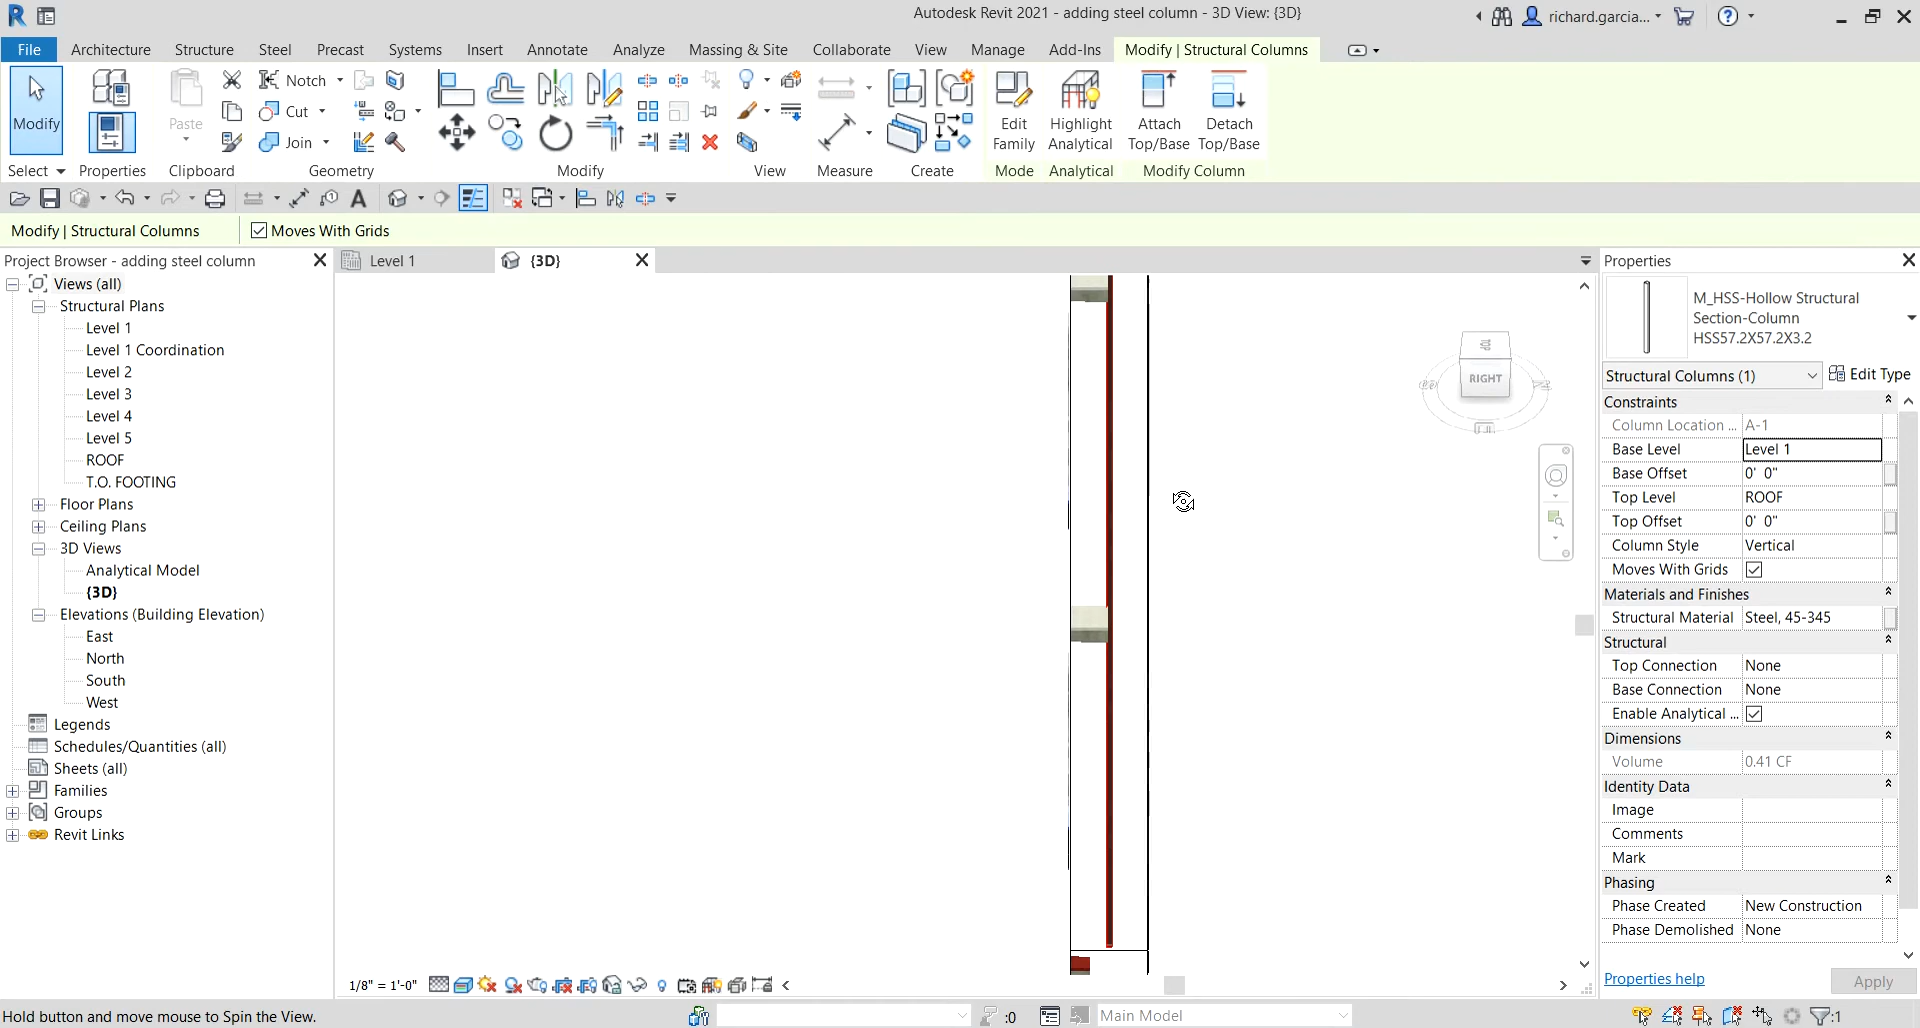 Autodesk Revit 2021 - adding steel column - 3D View: {3D}
richard.garcia...
File Architecture Structure Steel Precast Systems Insert Annotate Analyze Massing & Site Collaborate View Manage Add-Ins Modify | Structural Columns
Modify
Paste
Notch
Cut
Join
Edit Family
Highlight Analytical
Attach Top/Base
Detach Top/Base
Select Properties Clipboard Geometry Modify View Measure Create Mode Analytical Modify Column
Modify | Structural Columns Moves With Grids
Project Browser - adding steel column
Level 1
{3D}
Views (all)
Structural Plans
Level 1
Level 1 Coordination
Level 2
Level 3
Level 4
Level 5
ROOF
T.O. FOOTING
Floor Plans
Ceiling Plans
3D Views
Analytical Model
{3D}
Elevations (Building Elevation)
East
North
South
West
Legends
Schedules/Quantities (all)
Sheets (all)
Families
Groups
Revit Links
RIGHT
1/8" = 1'-0"
Properties
M_HSS-Hollow Structural
Section-Column
HSS57.2X57.2X3.2
Structural Columns (1) Edit Type
Constraints
Column Location ... A-1
Base Level Level 1
Base Offset 0' 0"
Top Level ROOF
Top Offset 0' 0"
Column Style Vertical
Moves With Grids
Materials and Finishes
Structural Material Steel, 45-345
Structural
Top Connection None
Base Connection None
Enable Analytical ...
Dimensions
Volume 0.41 CF
Identity Data
Image
Comments
Mark
Phasing
Phase Created New Construction
Phase Demolished None
Properties help Apply
Hold button and move mouse to Spin the View.
:0
Main Model
:1